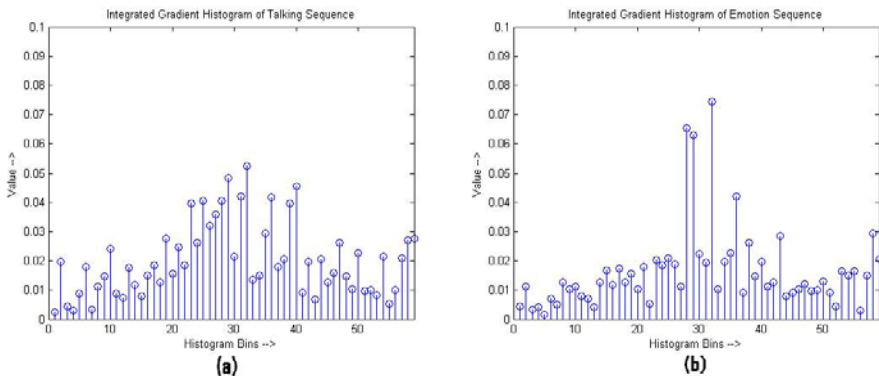 Integrated Gradient Histogram of Talking Sequence
0.1
0.09
0.08
0.07
0.06
0.05
0.04
0.03
0.02
0.01
0
Value -->
0 10 20 30 40 50
Histogram Bins -->
(a)
Integrated Gradient Histogram of Emotion Sequence
0.1
0.09
0.08
0.07
0.06
0.05
0.04
0.03
0.02
0.01
0
Value -->
0 10 20 30 40 50
Histogram Bins -->
(b)